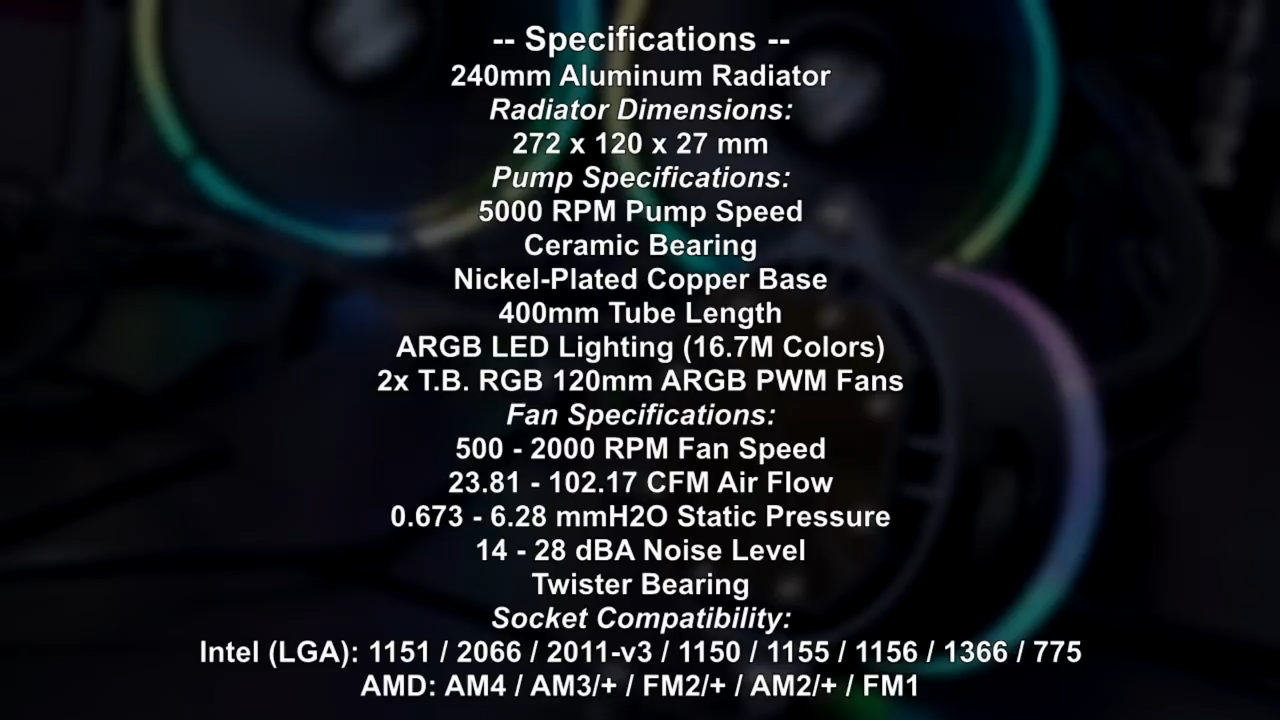 -- Specifications --
240mm Aluminum Radiator
Radiator Dimensions:
272 x 120 x 27 mm
Pump Specifications:
5000 RPM Pump Speed
Ceramic Bearing
Nickel-Plated Copper Base
400mm Tube Length
ARGB LED Lighting (16.7M Colors)
2x T.B. RGB 120mm ARGB PWM Fans
Fan Specifications:
500 - 2000 RPM Fan Speed
23.81 - 102.17 CFM Air Flow
0.673 - 6.28 mmH2O Static Pressure
14 - 28 dBA Noise Level
Twister Bearing
Socket Compatibility:
Intel (LGA): 1151 / 2066 / 2011-v3 / 1150 / 1155 / 1156 / 1366 / 775
AMD: AM4 / AM3/+ / FM2/+ / AM2/+ / FM1